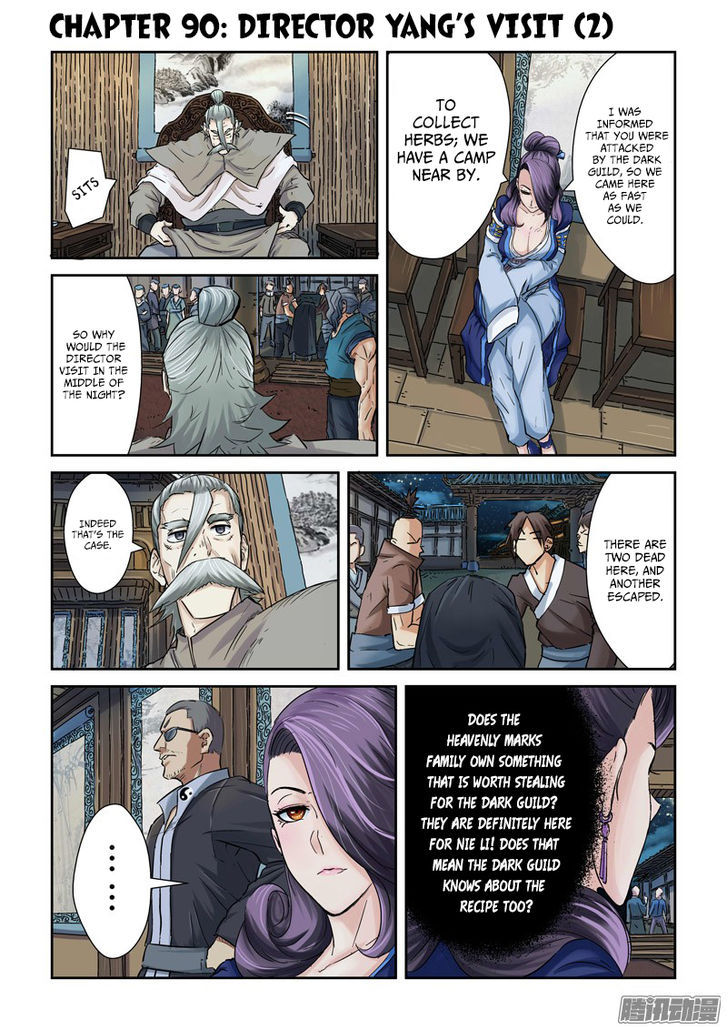 CHAPTER 90: DIRECTOR YANG'S VISIT (2)
SITS
I WAS
INFORMED
THAT YOU WERE
ATTACKED
BY THE DARK
GUILD, SO WE
CAME HERE
AS FAST
AS WE
COULD.
TO
COLLECT
HERBS; WE
HAVE A CAMP
NEAR BY.
SO WHY
WOULD THE
DIRECTOR
VISIT IN THE
MIDDLE OF
THE NIGHT?
INDEED
THAT'S THE
CASE.
THERE ARE
TWO DEAD
HERE, AND
ANOTHER
ESCAPED.
....
DOES THE
HEAVENLY MARKS
FAMILY OWN SOMETHING
THAT IS WORTH STEALING
FOR THE DARK GUILD?
THEY ARE DEFINITELY HERE
FOR NIE LI! DOES THAT
MEAN THE DARK GUILD
KNOWS ABOUT THE
RECIPE TOO?
腾讯动漫